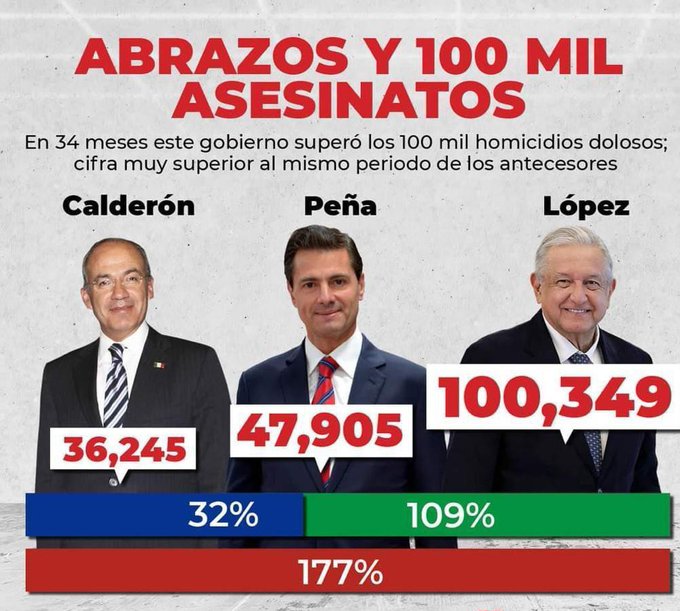 ABRAZOS Y 100 MIL
ASESINATOS
En 34 meses este gobierno superó los 100 mil homicidios dolosos;
cifra muy superior al mismo periodo de los antecesores
Calderón Peña López
36,245 47,905 100,349
32% 109%
177%